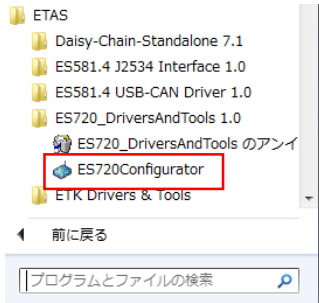 ETAS
Daisy-Chain-Standalone 7.1
ES581.4 J2534 Interface 1.0
ES581.4 USB-CAN Driver 1.0
ES720_DriversAndTools 1.0
ES720_DriversAndTools のアンイ
ES720Configurator
ETK Drivers & Tools
前に戻る
プログラムとファイルの検索